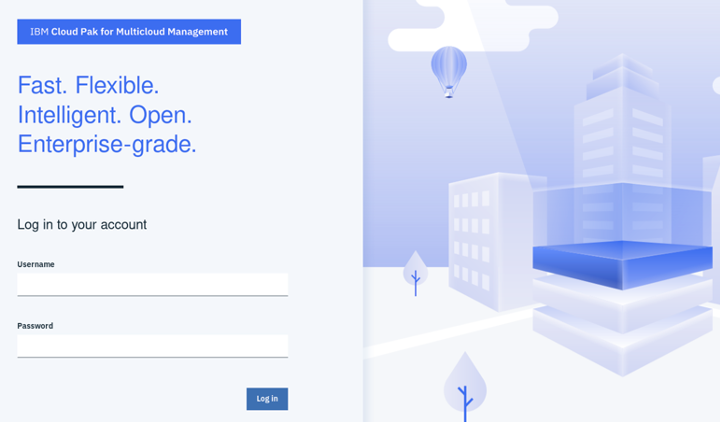 IBM Cloud Pak for Multicloud Management
Fast. Flexible.
Intelligent. Open.
Enterprise-grade.
Log in to your account
Username
Password
Log in